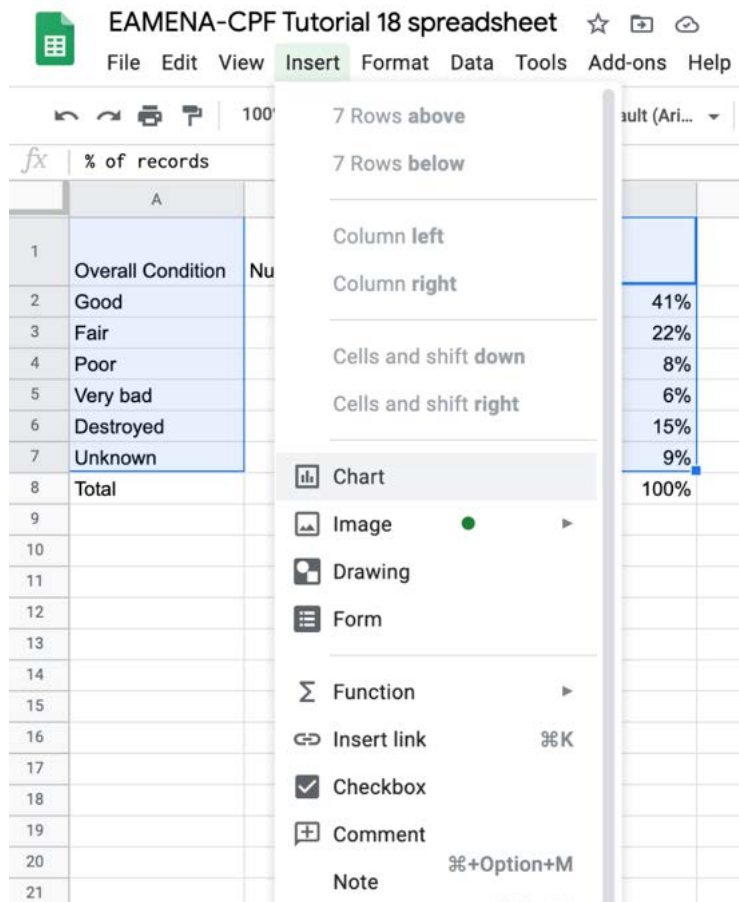 EAMENA-CPF Tutorial 18 spreadsheet
File Edit View Insert Format Data Tools Add-ons Help
100 ault (Ari...
fx % of records
A
1 Overall Condition Nu
2 Good 41%
3 Fair 22%
4 Poor 8%
5 Very bad 6%
6 Destroyed 15%
7 Unknown 9%
8 Total 100%
9
10
11
12
13
14
15
16
17
18
19
20
21
7 Rows above
7 Rows below
Column left
Column right
Cells and shift down
Cells and shift right
Chart
Image
Drawing
Form
Σ Function
Insert link ⌘K
Checkbox
Comment
⌘+Option+M
Note